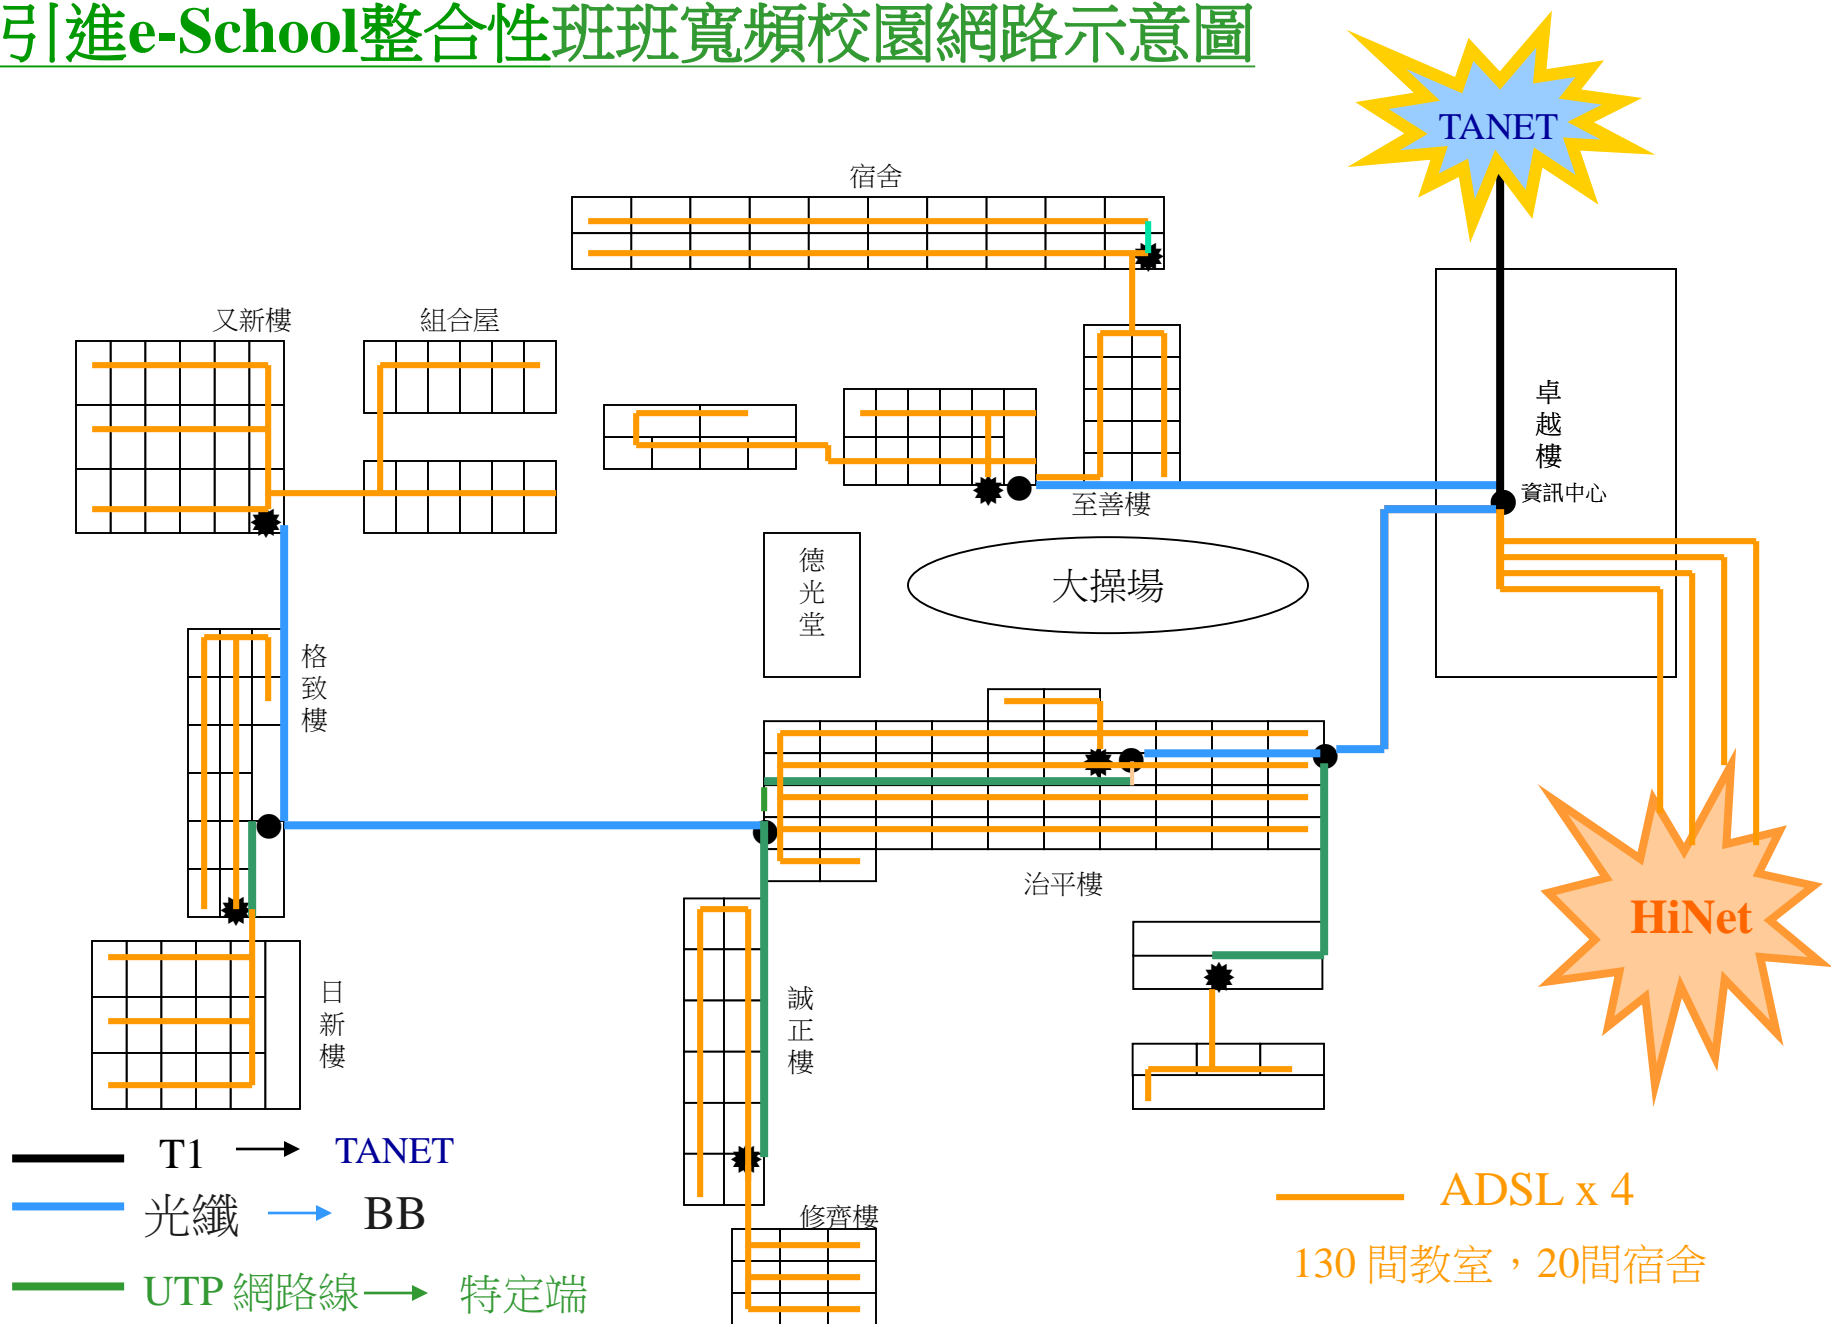 引進e-School整合性班班寬頻校園網路示意圖
TANET
宿舍
又新樓
組合屋
卓越樓
資訊中心
至善樓
德光堂
大操場
格致樓
治平樓
HiNet
日新樓
誠正樓
修齊樓
T1 TANET
光纖 BB
UTP 網路線 特定端
ADSL x 4
130 間教室，20間宿舍